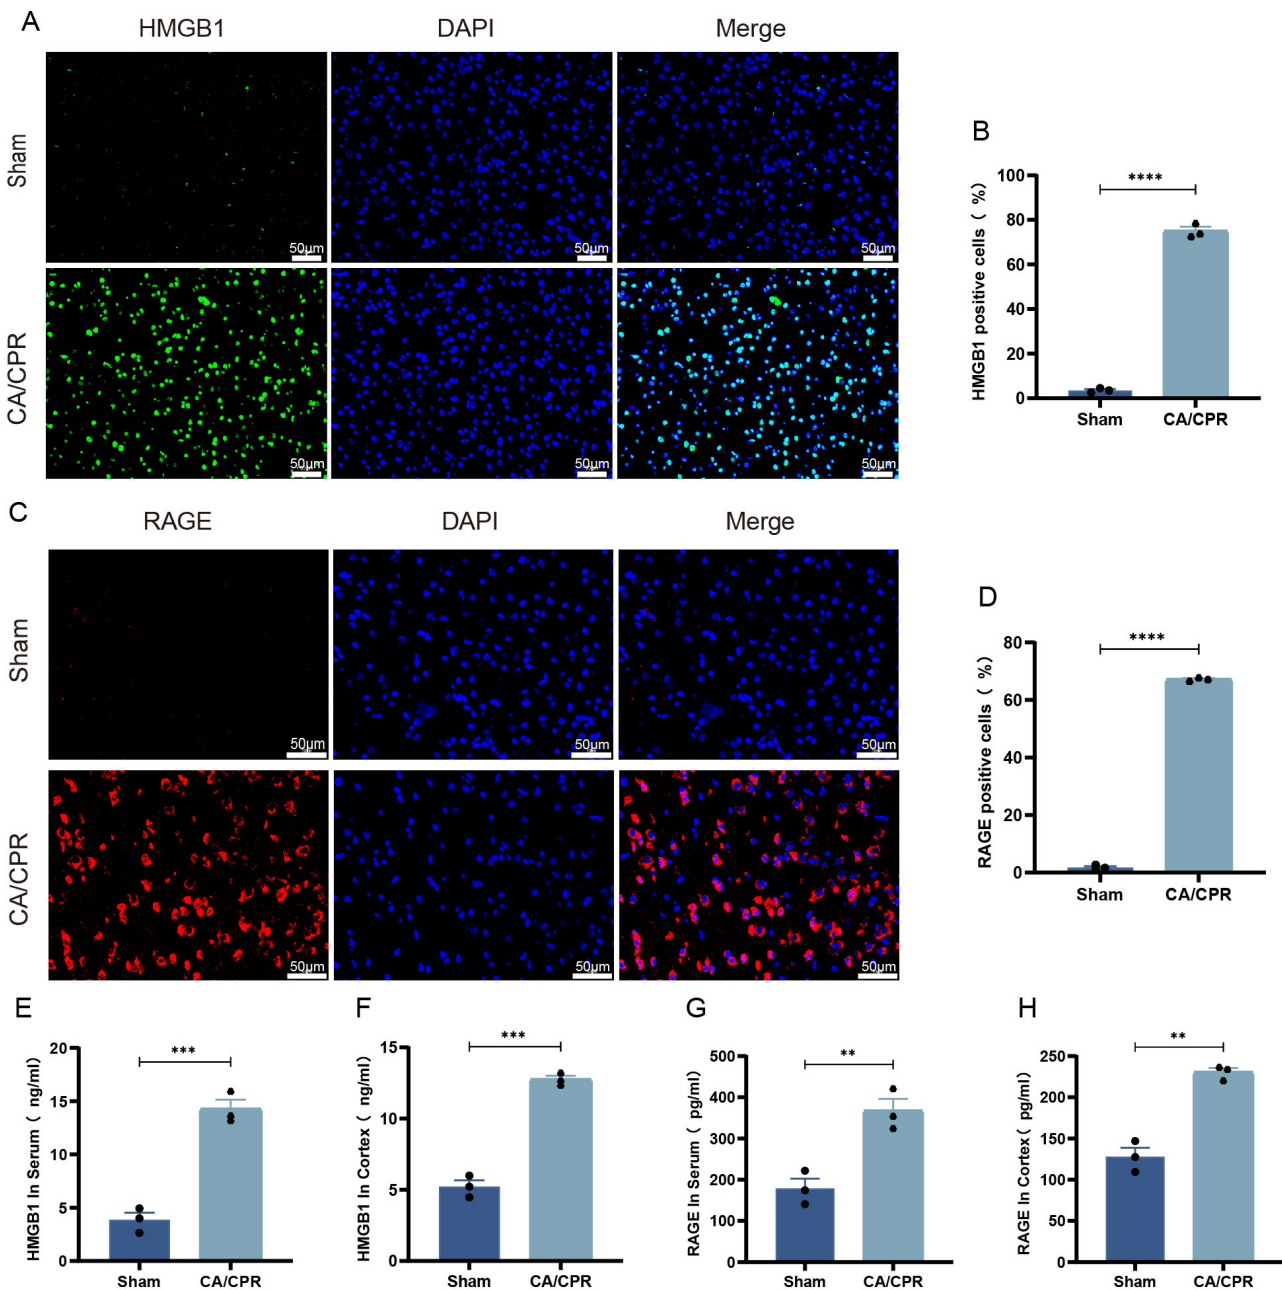 A
HMGB1 DAPI Merge
Sham
50μm 50μm 50μm
CA/CPR
50μm 50μm 50μm
B
HMGB1 positive cells ( %)
100
80
60
40
20
0
****
Sham CA/CPR
C
RAGE DAPI Merge
Sham
50μm 50μm 50μm
CA/CPR
50μm 50μm 50μm
D
RAGE positive cells ( %)
80
60
40
20
0
****
Sham CA/CPR
E
HMGB1 In Serum ( ng/ml)
20
15
10
5
0
***
Sham CA/CPR
F
HMGB1 In Cortex ( ng/ml)
15
10
5
0
***
Sham CA/CPR
G
RAGE In Serum ( pg/ml)
500
400
300
200
100
0
**
Sham CA/CPR
H
RAGE In Cortex ( pg/ml)
250
200
150
100
50
0
**
Sham CA/CPR